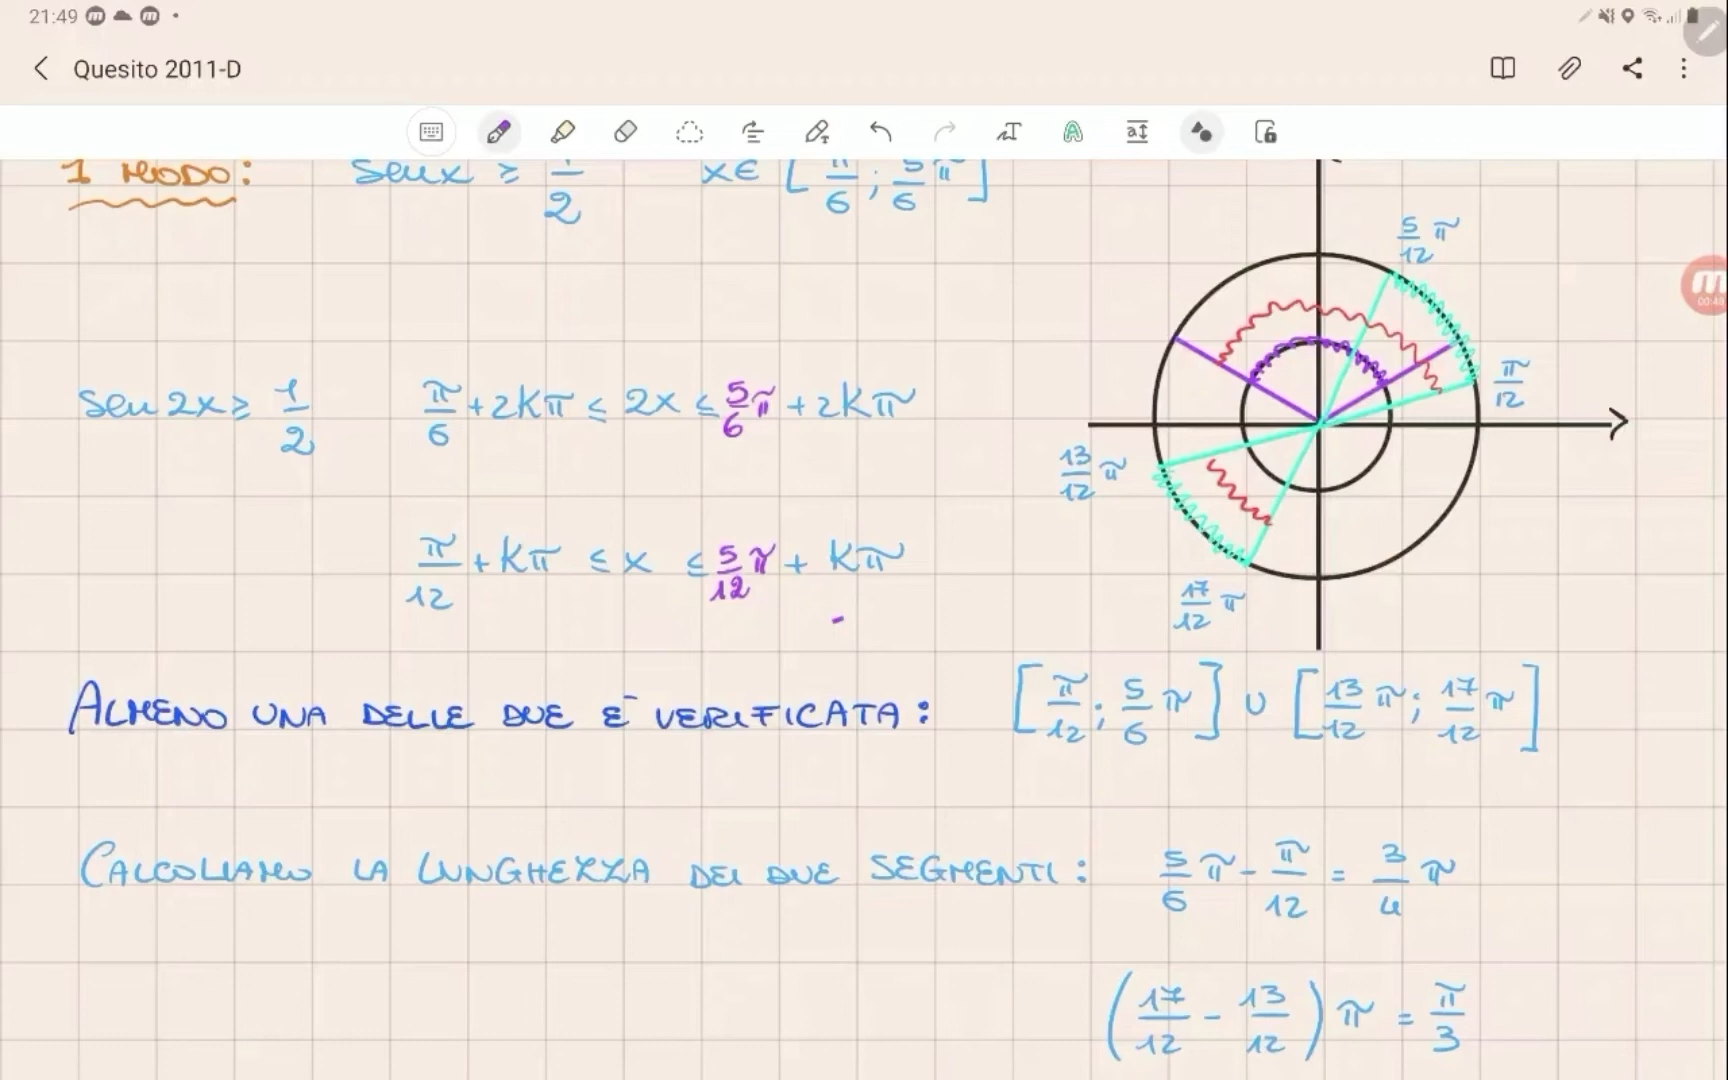 21:49
Quesito 2011-D
1 MODO: sen x ≥ 1/2 x ∈ [π/6 ; 5/6 π]
5/12 π
π/12
sen 2x ≥ 1/2 π/6 + 2kπ ≤ 2x ≤ 5/6 π + 2kπ
13/12 π
π/12 + kπ ≤ x ≤ 5/12 π + kπ
17/12 π
ALMENO UNA DELLE DUE È VERIFICATA: [π/12 ; 5/6 π] ∪ [13/12 π ; 17/12 π]
CALCOLIAMO LA LUNGHEZZA DEI DUE SEGMENTI: 5/6 π - π/12 = 3/4 π
(17/12 - 13/12) π = π/3
00:48